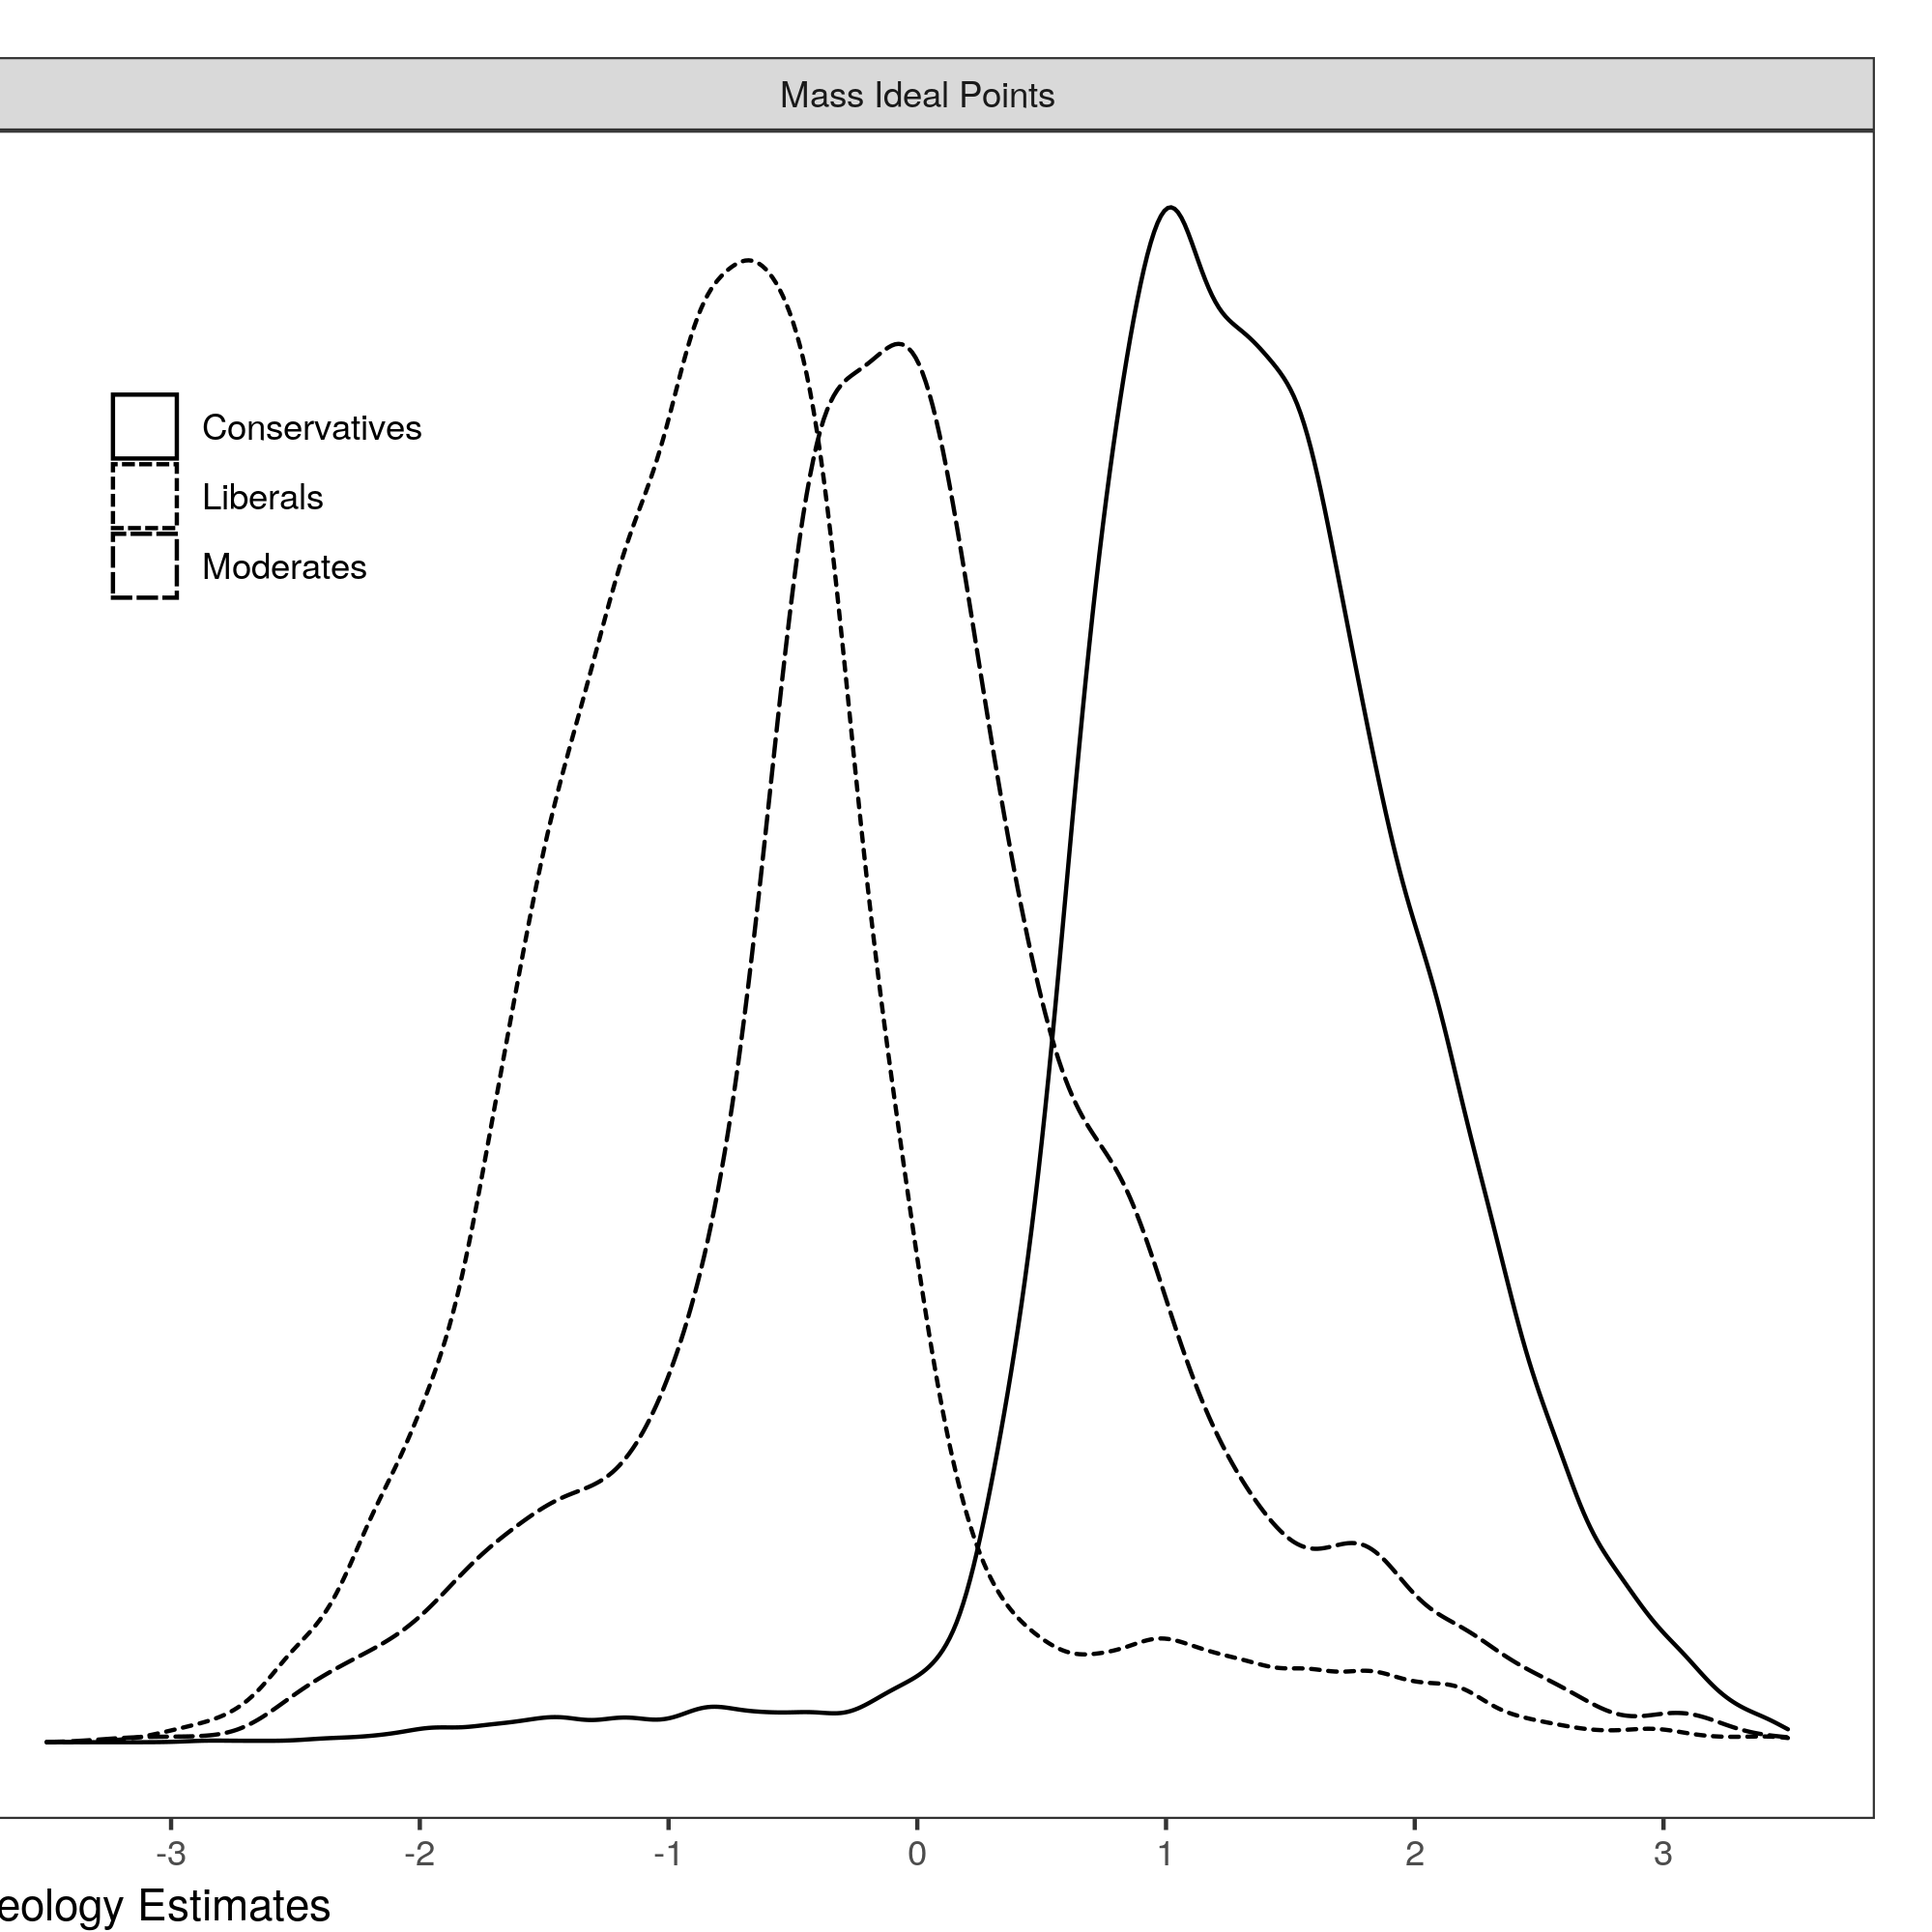 Mass Ideal Points
Conservatives
Liberals
Moderates
-3 -2 -1 0 1 2 3
eology Estimates